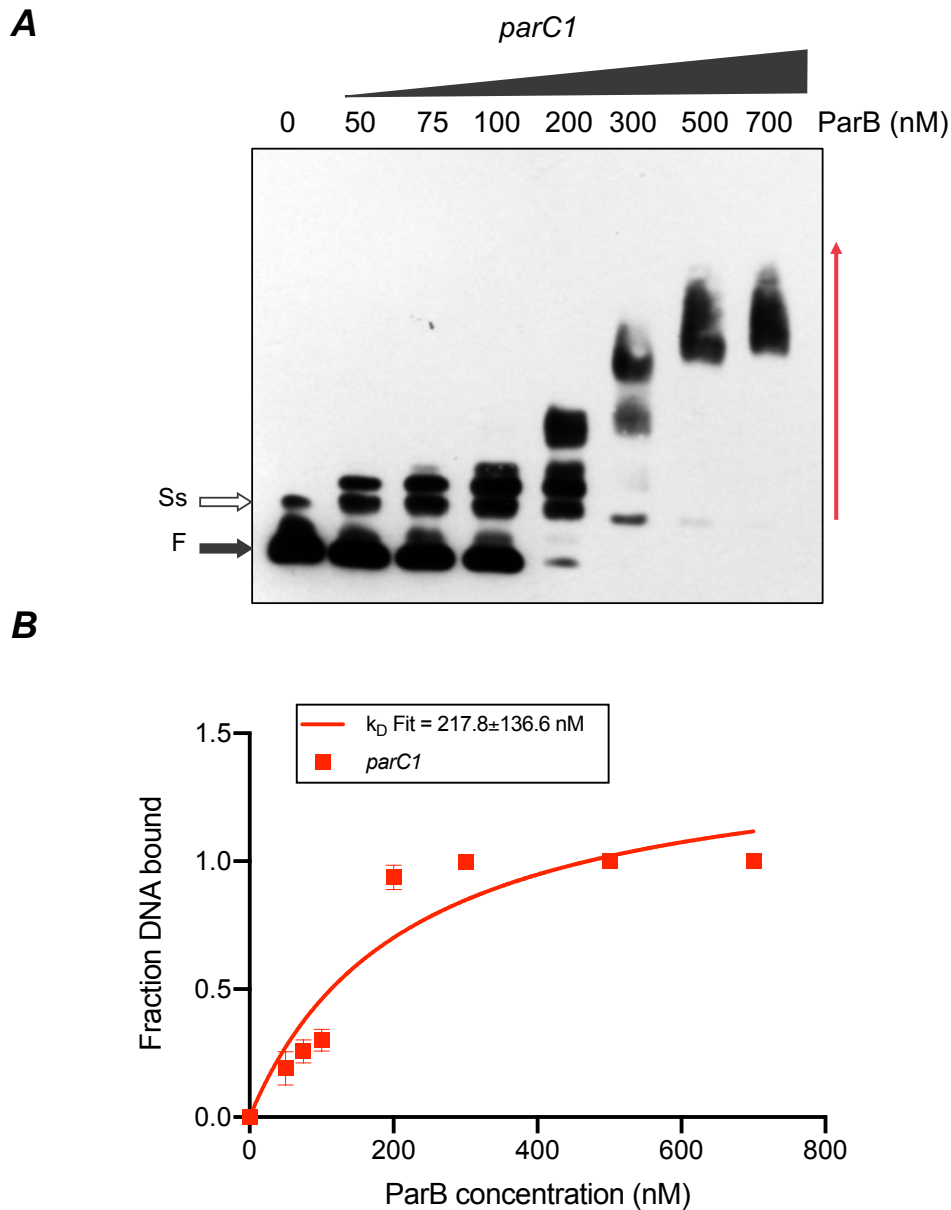 A
parC1
0 50 75 100 200 300 500 700 ParB (nM)
Ss
F
B
k_D Fit = 217.8±136.6 nM
parC1
1.5
1.0
0.5
0.0
Fraction DNA bound
0 200 400 600 800
ParB concentration (nM)